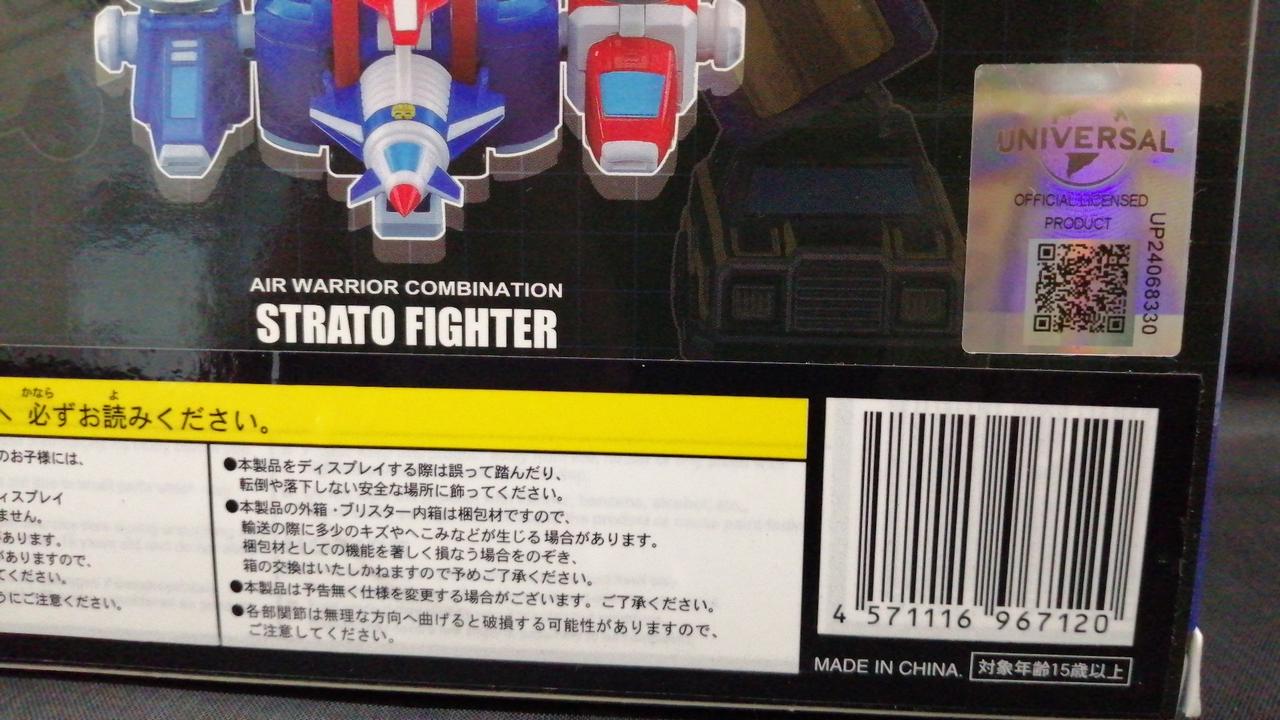 UNIVERSAL
OFFICIAL LICENSED
PRODUCT
UP24068330
AIR WARRIOR COMBINATION
STRATO FIGHTER
かなら よ
へ 必ずお読みください。
のお子様には、
ィスプレイ
ません。
があります。
がありますので、
てください。
うにご注意ください。
●本製品をディスプレイする際は誤って踏んだり、
転倒や落下しない安全な場所に飾ってください。
●本製品の外箱・ブリスター内箱は梱包材ですので、
輸送の際に多少のキズやへこみなどが生じる場合があります。
梱包材としての機能を著しく損なう場合をのぞき、
箱の交換はいたしかねますので予めご了承ください。
●本製品は予告無く仕様を変更する場合がございます。ご了承ください。
●各部関節は無理な方向へ曲げると破損する可能性がありますので、
ご注意してください。
4 571116 967120
MADE IN CHINA. 対象年齢15歳以上